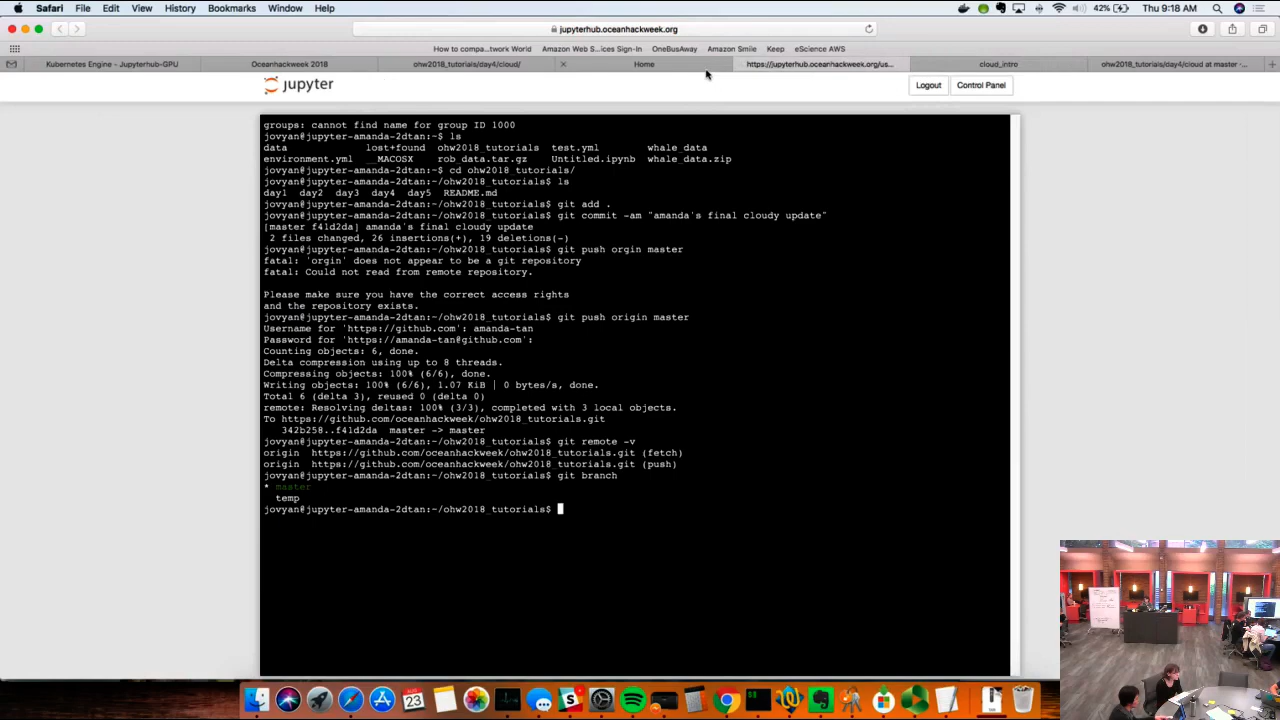 Safari File Edit View History Bookmarks Window Help 42% Thu 9:18 AM
jupyterhub.oceanhackweek.org
How to compa...twork World Amazon Web S...ices Sign-In OneBusAway Amazon Smile Keep eScience AWS
Kubernetes Engine - Jupyterhub-GPU Oceanhackweek 2018 ohw2018_tutorials/day4/cloud/ Home https://jupyterhub.oceanhackweek.org/us... cloud_intro ohw2018_tutorials/day4/cloud at master ·...
jupyter Logout Control Panel
groups: cannot find name for group ID 1000
jovyan@jupyter-amanda-2dtan:~$ ls
data lost+found ohw2018_tutorials test.yml whale_data
environment.yml __MACOSX rob_data.tar.gz Untitled.ipynb whale_data.zip
jovyan@jupyter-amanda-2dtan:~$ cd ohw2018_tutorials/
jovyan@jupyter-amanda-2dtan:~/ohw2018_tutorials$ ls
day1 day2 day3 day4 day5 README.md
jovyan@jupyter-amanda-2dtan:~/ohw2018_tutorials$ git add .
jovyan@jupyter-amanda-2dtan:~/ohw2018_tutorials$ git commit -am "amanda's final cloudy update"
[master f41d2da] amanda's final cloudy update
2 files changed, 26 insertions(+), 19 deletions(-)
jovyan@jupyter-amanda-2dtan:~/ohw2018_tutorials$ git push orgin master
fatal: 'orgin' does not appear to be a git repository
fatal: Could not read from remote repository.
Please make sure you have the correct access rights
and the repository exists.
jovyan@jupyter-amanda-2dtan:~/ohw2018_tutorials$ git push origin master
Username for 'https://github.com': amanda-tan
Password for 'https://amanda-tan@github.com':
Counting objects: 6, done.
Delta compression using up to 8 threads.
Compressing objects: 100% (6/6), done.
Writing objects: 100% (6/6), 1.07 KiB | 0 bytes/s, done.
Total 6 (delta 3), reused 0 (delta 0)
remote: Resolving deltas: 100% (3/3), completed with 3 local objects.
To https://github.com/oceanhackweek/ohw2018_tutorials.git
342b258..f41d2da master -> master
jovyan@jupyter-amanda-2dtan:~/ohw2018_tutorials$ git remote -v
origin https://github.com/oceanhackweek/ohw2018_tutorials.git (fetch)
origin https://github.com/oceanhackweek/ohw2018_tutorials.git (push)
jovyan@jupyter-amanda-2dtan:~/ohw2018_tutorials$ git branch
* master
temp
jovyan@jupyter-amanda-2dtan:~/ohw2018_tutorials$
AUG
23